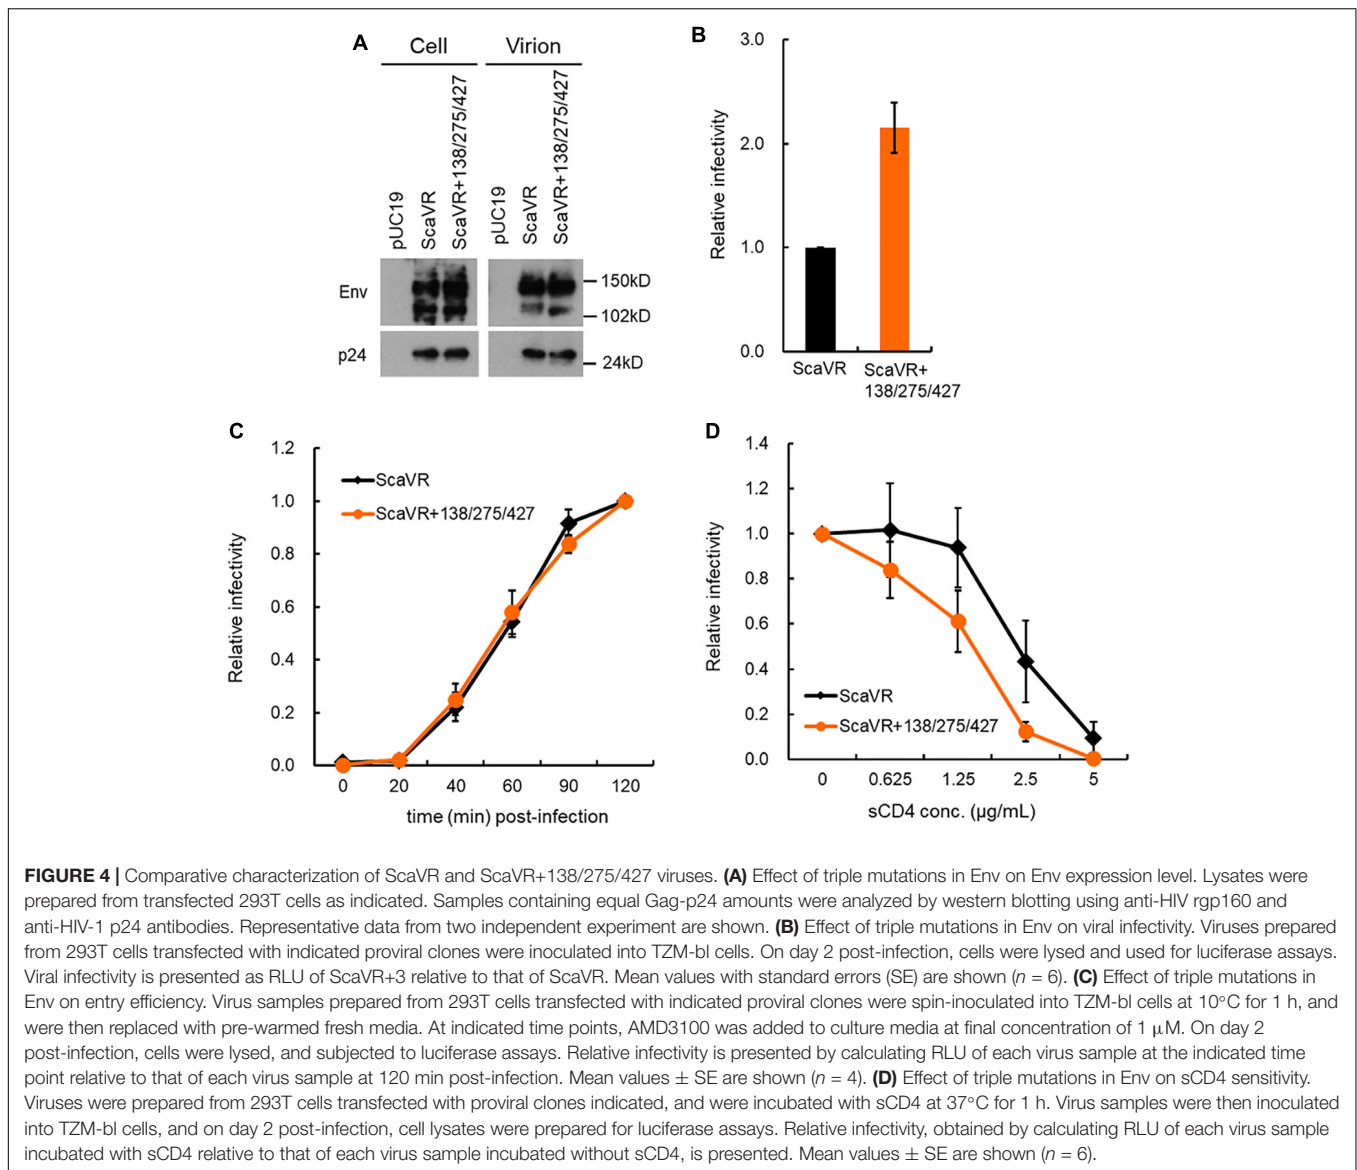 A
Cell Virion
pUC19
ScaVR
ScaVR+138/275/427
pUC19
ScaVR
ScaVR+138/275/427
Env
150kD
102kD
p24
24kD
B
3.0
2.0
1.0
0.0
Relative infectivity
ScaVR
ScaVR+
138/275/427
C
1.2
1.0
0.8
0.6
0.4
0.2
0.0
Relative infectivity
ScaVR
ScaVR+138/275/427
0 20 40 60 90 120
time (min) post-infection
D
1.4
1.2
1.0
0.8
0.6
0.4
0.2
0.0
Relative infectivity
ScaVR
ScaVR+138/275/427
0 0.625 1.25 2.5 5
sCD4 conc. (µg/mL)
FIGURE 4 | Comparative characterization of ScaVR and ScaVR+138/275/427 viruses. (A) Effect of triple mutations in Env on Env expression level. Lysates were
prepared from transfected 293T cells as indicated. Samples containing equal Gag-p24 amounts were analyzed by western blotting using anti-HIV rgp160 and
anti-HIV-1 p24 antibodies. Representative data from two independent experiment are shown. (B) Effect of triple mutations in Env on viral infectivity. Viruses prepared
from 293T cells transfected with indicated proviral clones were inoculated into TZM-bl cells. On day 2 post-infection, cells were lysed and used for luciferase assays.
Viral infectivity is presented as RLU of ScaVR+3 relative to that of ScaVR. Mean values with standard errors (SE) are shown (n = 6). (C) Effect of triple mutations in
Env on entry efficiency. Virus samples prepared from 293T cells transfected with indicated proviral clones were spin-inoculated into TZM-bl cells at 10°C for 1 h, and
were then replaced with pre-warmed fresh media. At indicated time points, AMD3100 was added to culture media at final concentration of 1 µM. On day 2
post-infection, cells were lysed, and subjected to luciferase assays. Relative infectivity is presented by calculating RLU of each virus sample at the indicated time
point relative to that of each virus sample at 120 min post-infection. Mean values ± SE are shown (n = 4). (D) Effect of triple mutations in Env on sCD4 sensitivity.
Viruses were prepared from 293T cells transfected with proviral clones indicated, and were incubated with sCD4 at 37°C for 1 h. Virus samples were then inoculated
into TZM-bl cells, and on day 2 post-infection, cell lysates were prepared for luciferase assays. Relative infectivity, obtained by calculating RLU of each virus sample
incubated with sCD4 relative to that of each virus sample incubated without sCD4, is presented. Mean values ± SE are shown (n = 6).